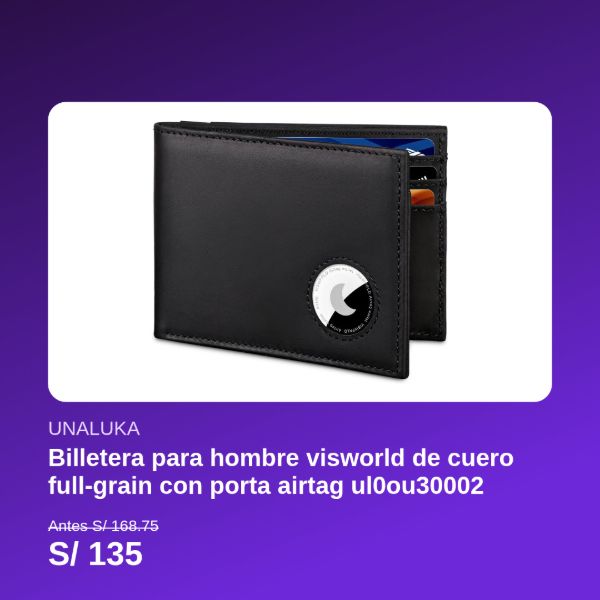 UNALUKA
Billetera para hombre visworld de cuero
full-grain con porta airtag ul0ou30002
Antes S/ 168.75
S/ 135